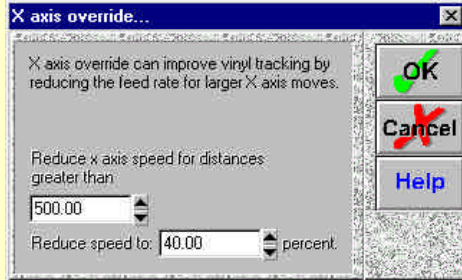 X axis override...
X axis override can improve vinyl tracking by
reducing the feed rate for larger X axis moves.
Reduce x axis speed for distances
greater than
500.00
Reduce speed to: 40.00 percent.
OK
Cancel
Help